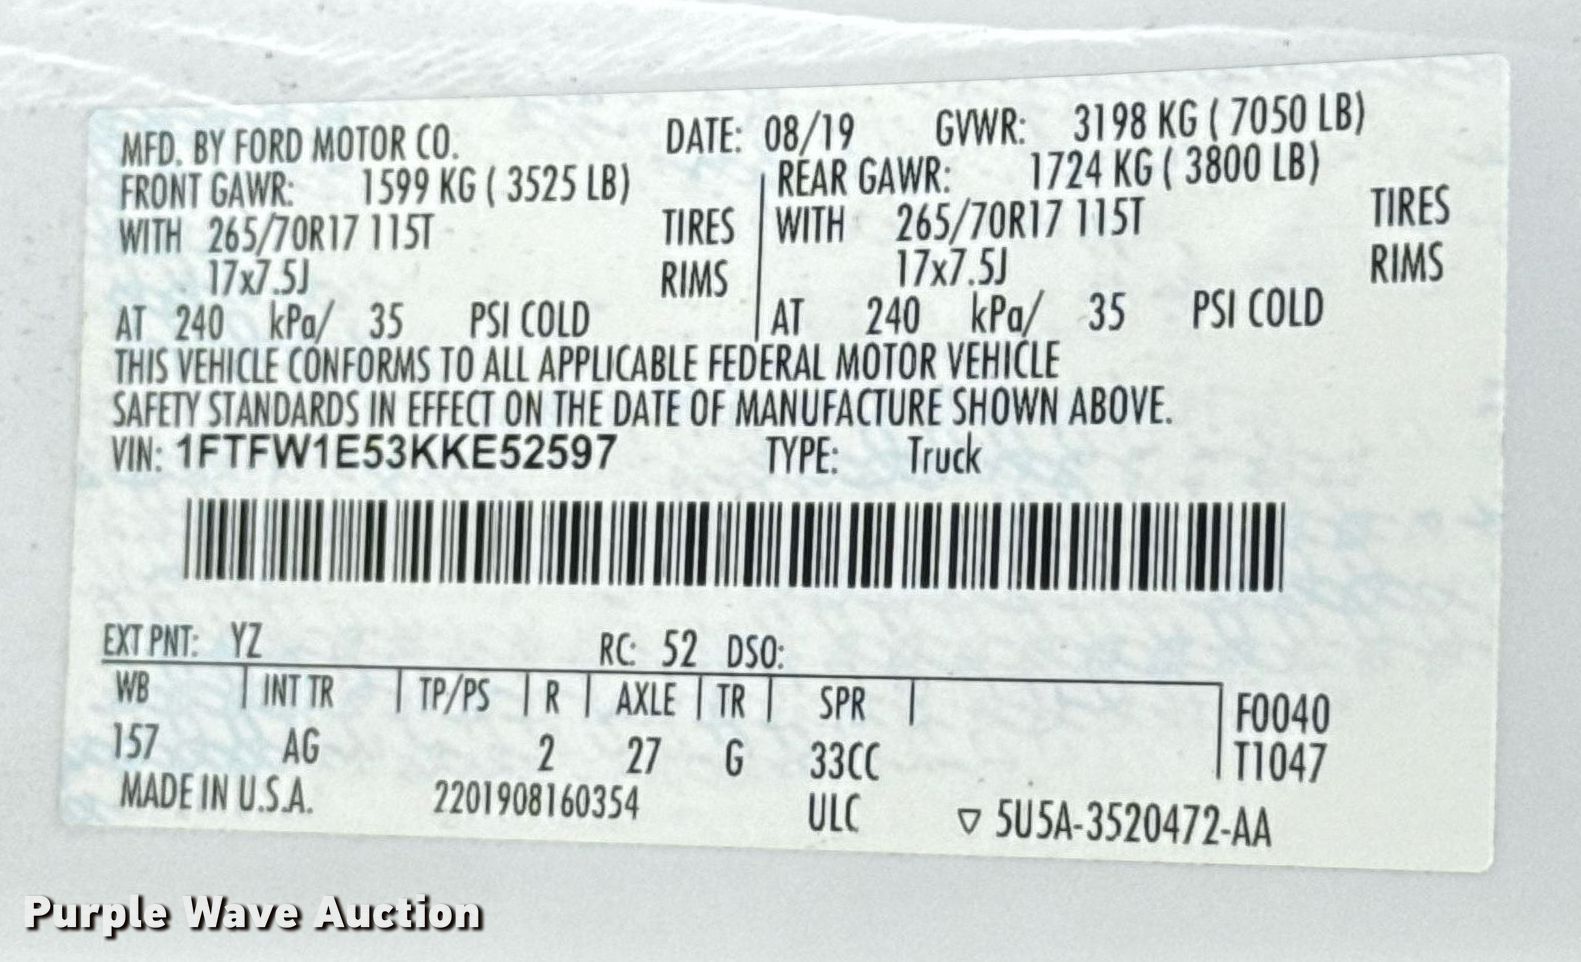 MFD. BY FORD MOTOR CO. DATE: 08/19 GVWR: 3198 KG ( 7050 LB)
FRONT GAWR: 1599 KG ( 3525 LB) REAR GAWR: 1724 KG ( 3800 LB)
WITH 265/70R17 115T TIRES WITH 265/70R17 115T TIRES
17x7.5J RIMS 17x7.5J RIMS
AT 240 kPa/ 35 PSI COLD AT 240 kPa/ 35 PSI COLD
THIS VEHICLE CONFORMS TO ALL APPLICABLE FEDERAL MOTOR VEHICLE
SAFETY STANDARDS IN EFFECT ON THE DATE OF MANUFACTURE SHOWN ABOVE.
VIN: 1FTFW1E53KKE52597 TYPE: Truck
EXT PNT: YZ RC: 52 DSO:
WB INT TR TP/PS R AXLE TR SPR F0040
157 AG 2 27 G 33CC T1047
MADE IN U.S.A. 2201908160354 ULC ▽ 5U5A-3520472-AA
Purple Wave Auction